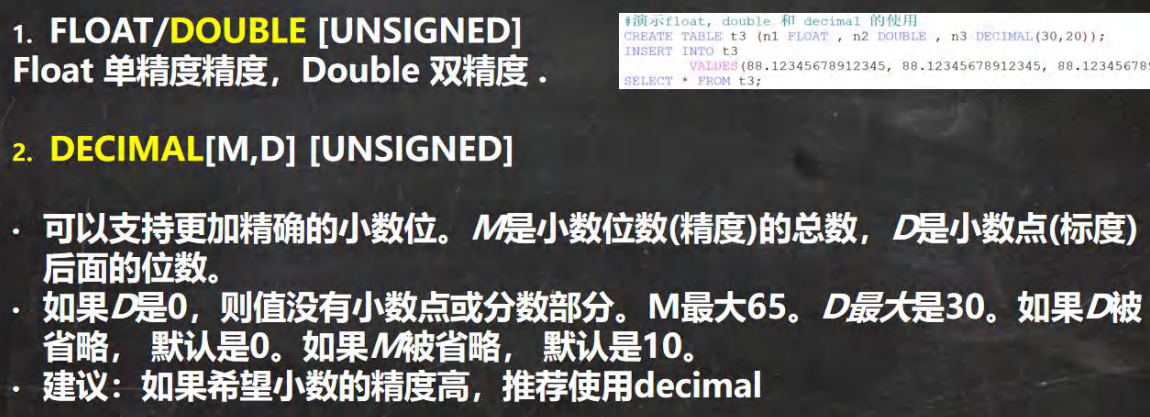 1. FLOAT/DOUBLE [UNSIGNED]
Float 单精度精度，Double 双精度 .
#演示float, double 和 decimal 的使用
CREATE TABLE t3 (n1 FLOAT , n2 DOUBLE , n3 DECIMAL(30,20));
INSERT INTO t3
VALUES(88.12345678912345, 88.12345678912345, 88.12345678
SELECT * FROM t3;
2. DECIMAL[M,D] [UNSIGNED]
· 可以支持更加精确的小数位。M是小数位数(精度)的总数，D是小数点(标度)
后面的位数。
· 如果D是0，则值没有小数点或分数部分。M最大65。D最大是30。如果D被
省略， 默认是0。如果M被省略， 默认是10。
· 建议：如果希望小数的精度高，推荐使用decimal